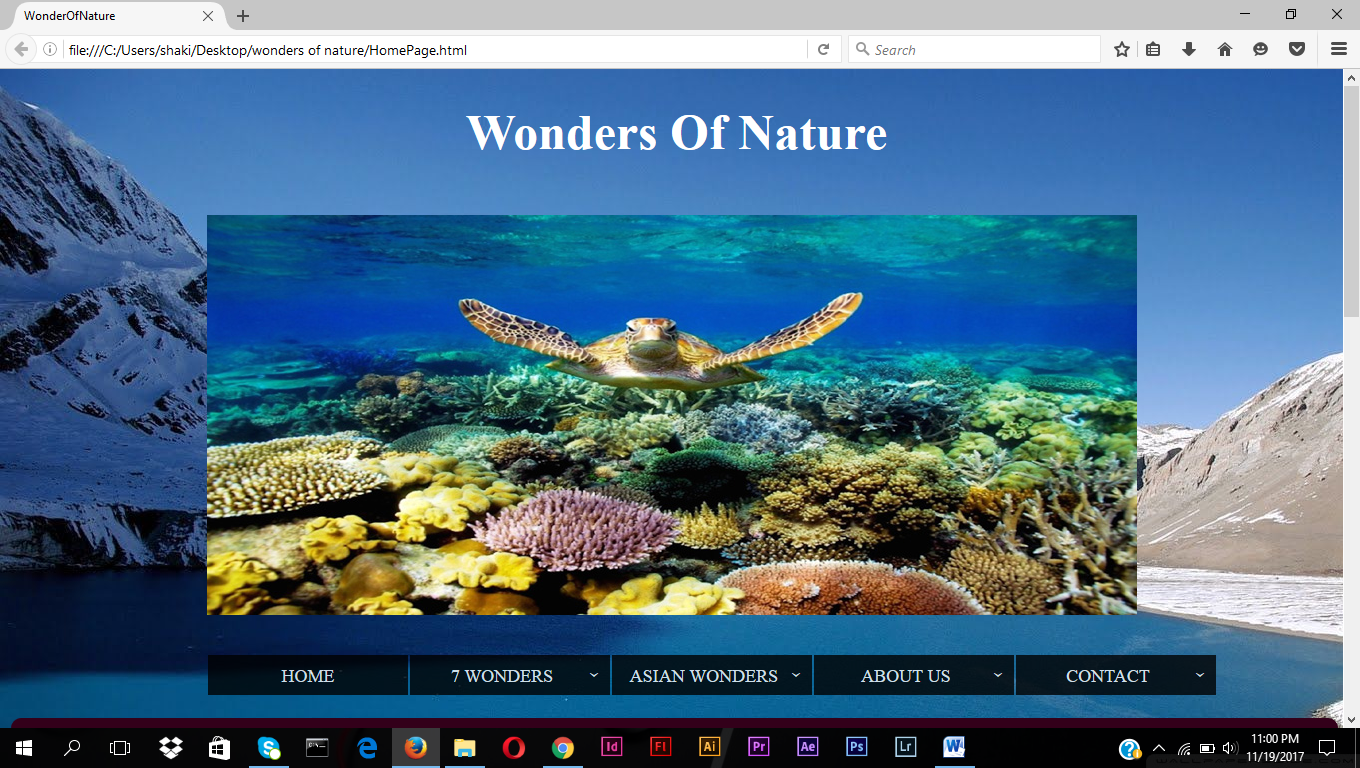 WonderOfNature
file:///C:/Users/shaki/Desktop/wonders of nature/HomePage.html
Search
Wonders Of Nature
HOME
7 WONDERS
ASIAN WONDERS
ABOUT US
CONTACT
Id
Fl
Ai
Pr
Ae
Ps
Lr
11:00 PM
11/19/2017